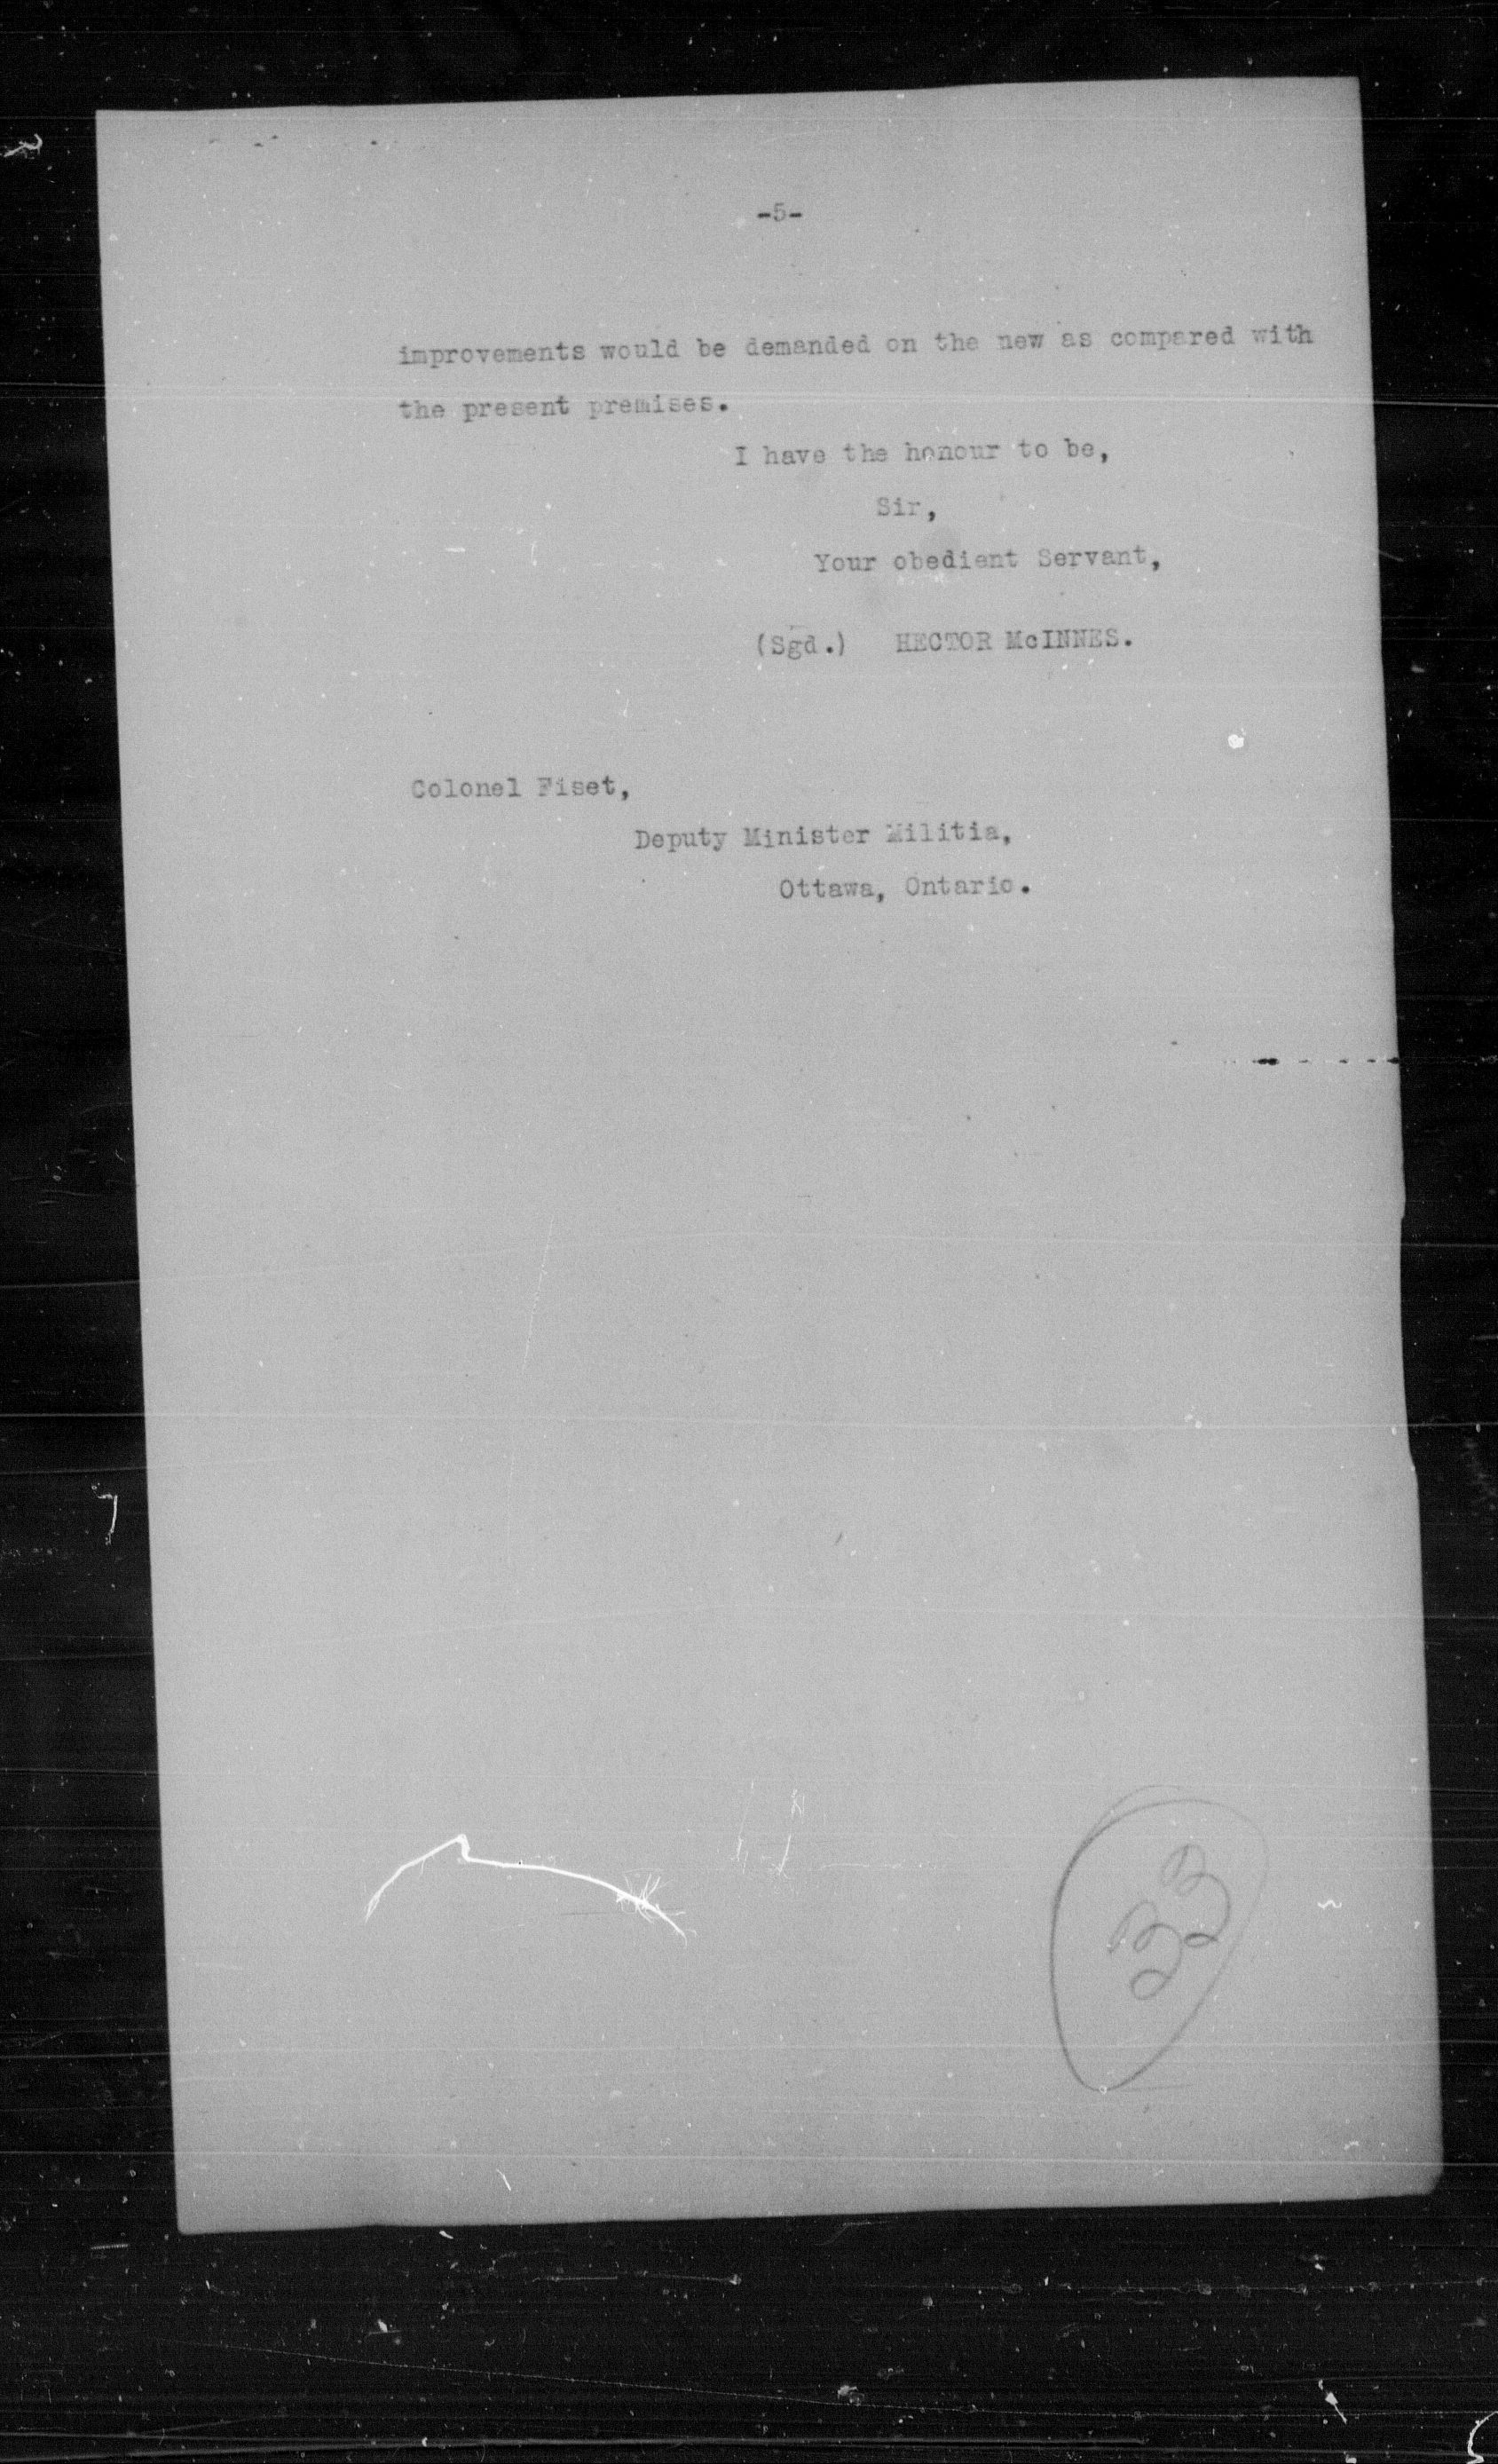 -5-
improvements would be demanded on the new as compared with
the present premises.
I have the honour to be,
Sir,
Your obedient Servant,
(Sgd.) HECTOR McINNES.
Colonel Fiset,
Deputy Minister Militia,
Ottawa, Ontario.
33